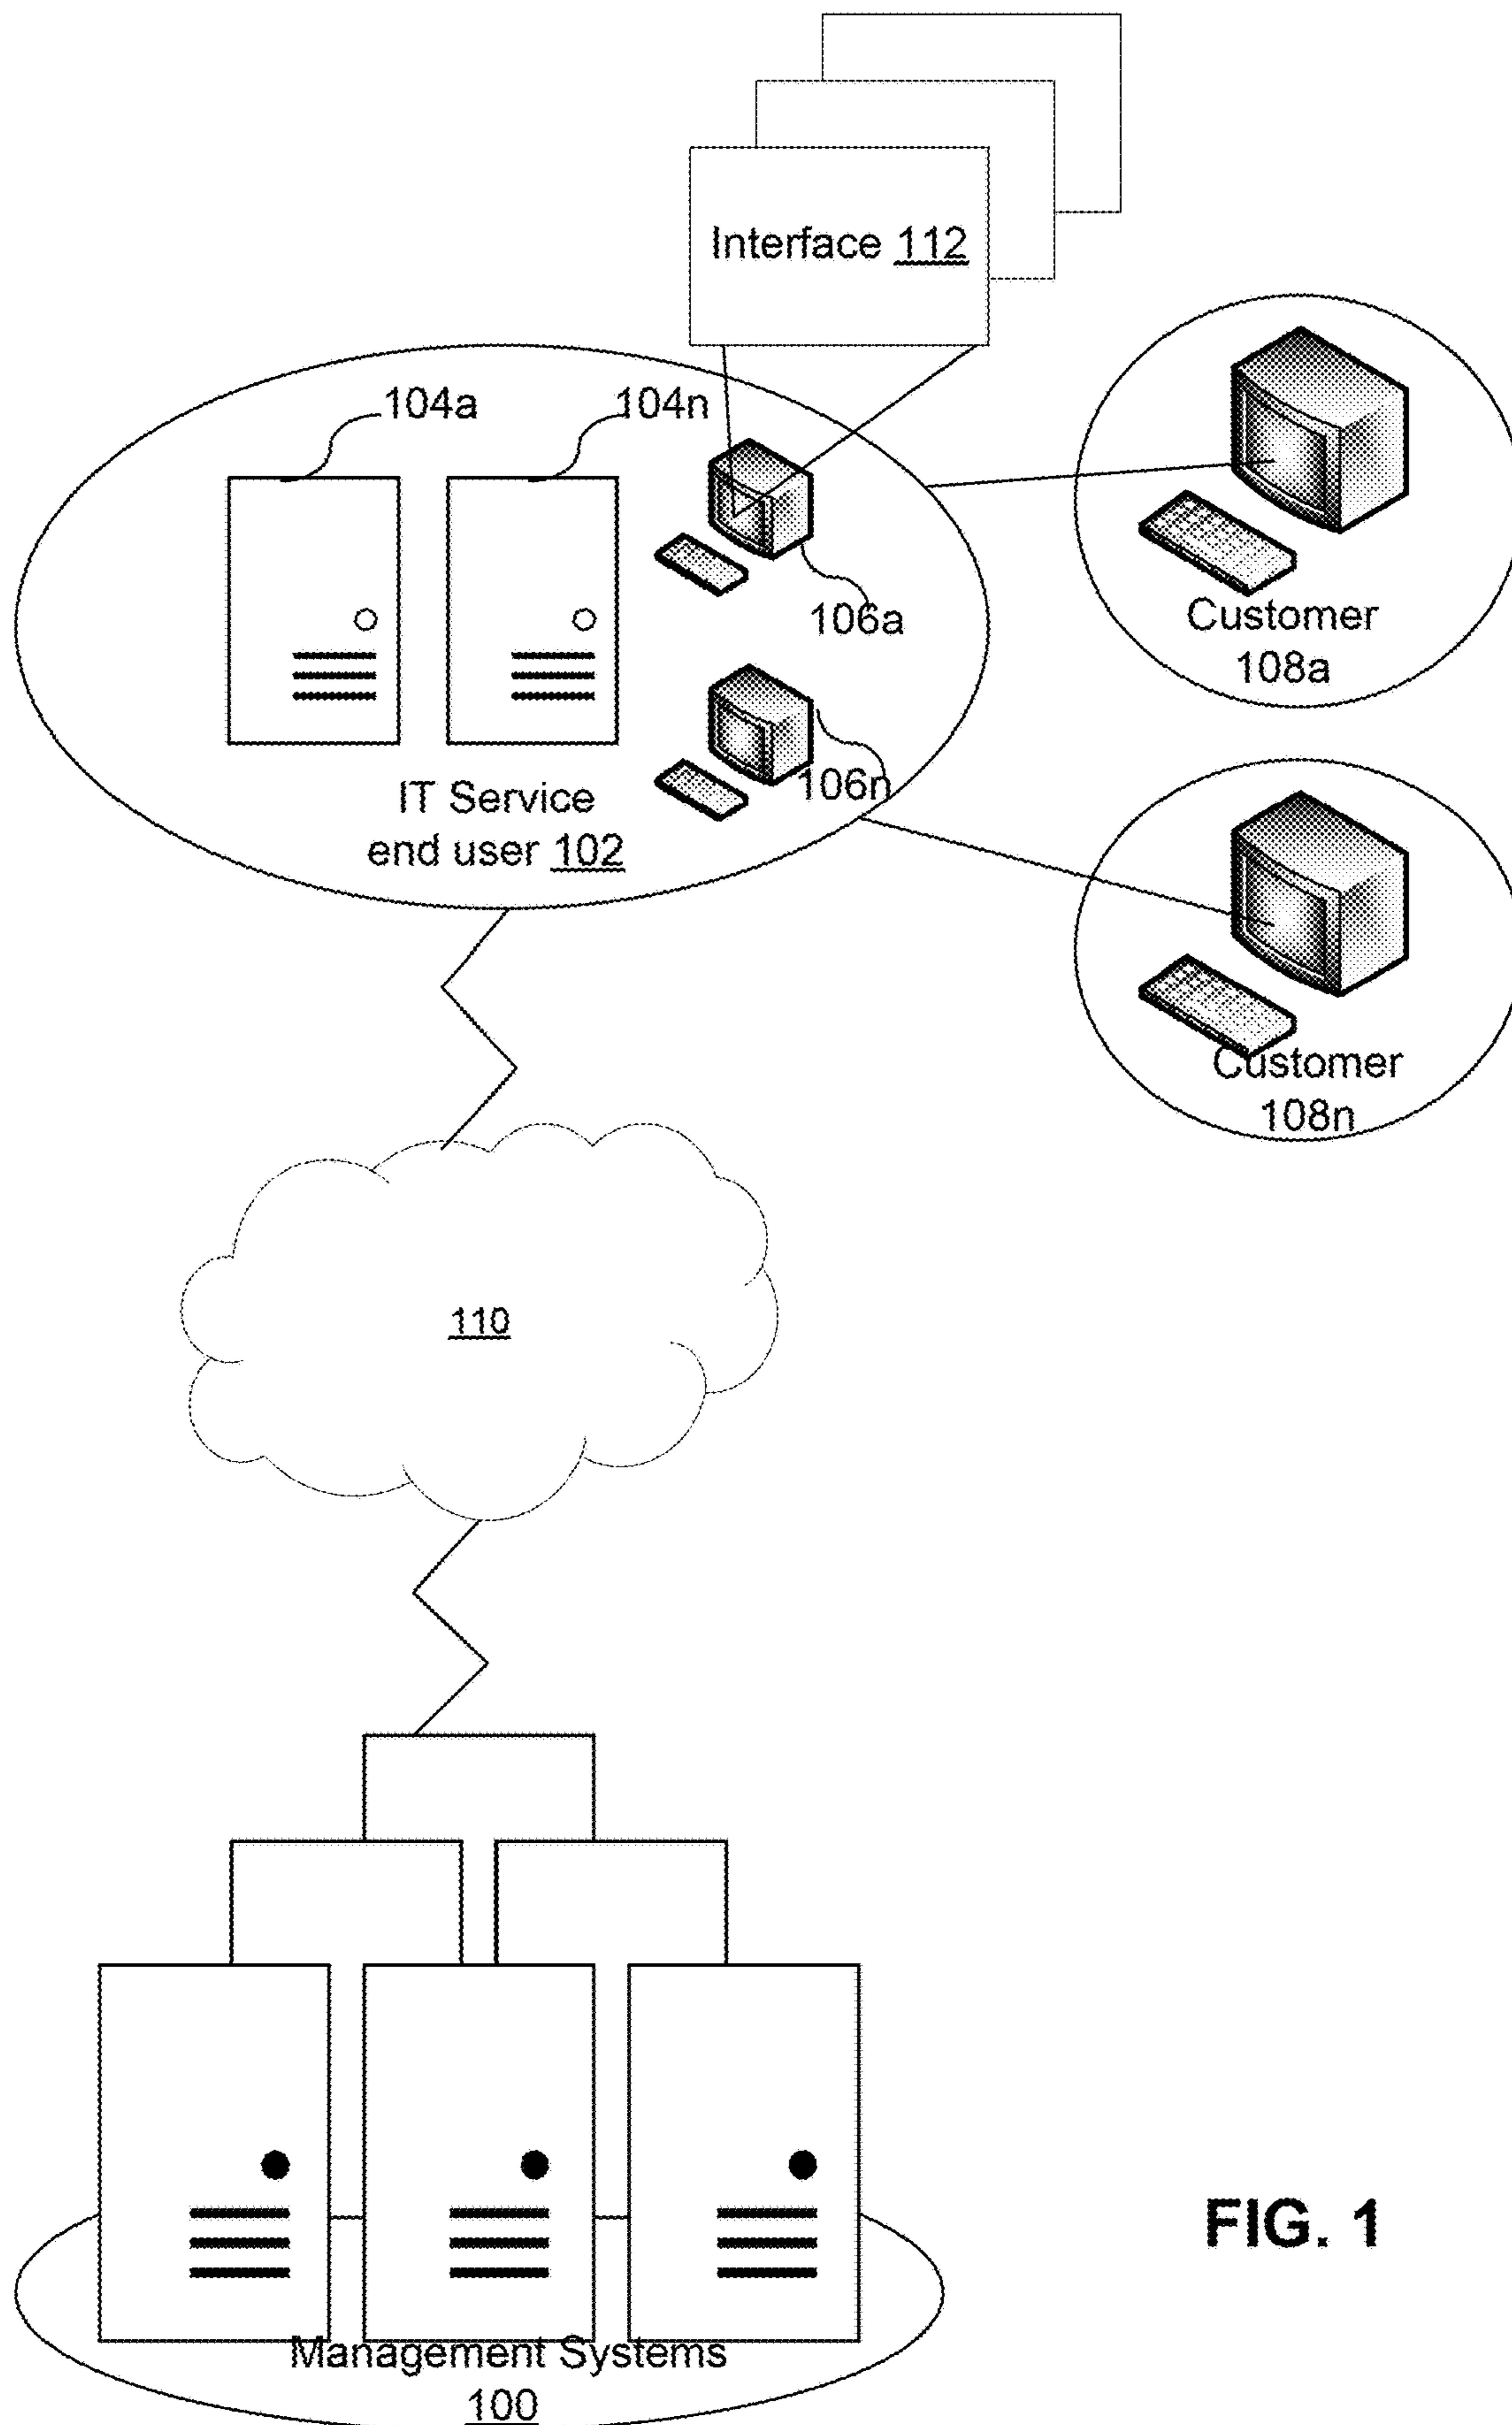 Interface 112
104a
104n
106a
Customer
108a
106n
IT Service
end user 102
Customer
108n
110
FIG. 1
Management Systems
100